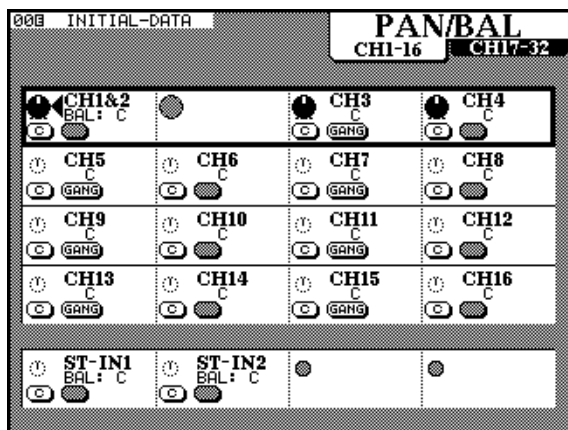 00 INITIAL-DATA PAN/BAL
CH1-16 CH17-32
CH1&2 CH3 CH4
BAL: C C C
C C GANG C
CH5 CH6 CH7 CH8
C C C C
C GANG C C GANG C
CH9 CH10 CH11 CH12
C C C C
C GANG C C GANG C
CH13 CH14 CH15 CH16
C C C C
C GANG C C GANG C
ST-IN1 ST-IN2
BAL: C BAL: C
C C